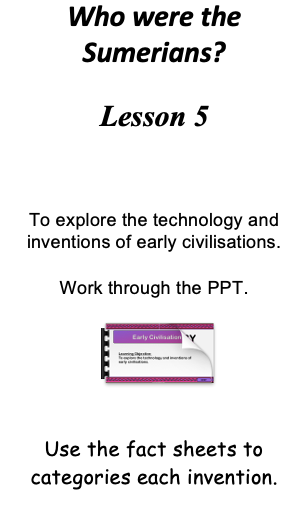 Who were the
Sumerians?
Lesson 5
To explore the technology and
inventions of early civilisations.
Work through the PPT.
Early Civilisation
Learning Objective
To explore the technology and inventions of
early civilisations.
Use the fact sheets to
categories each invention.